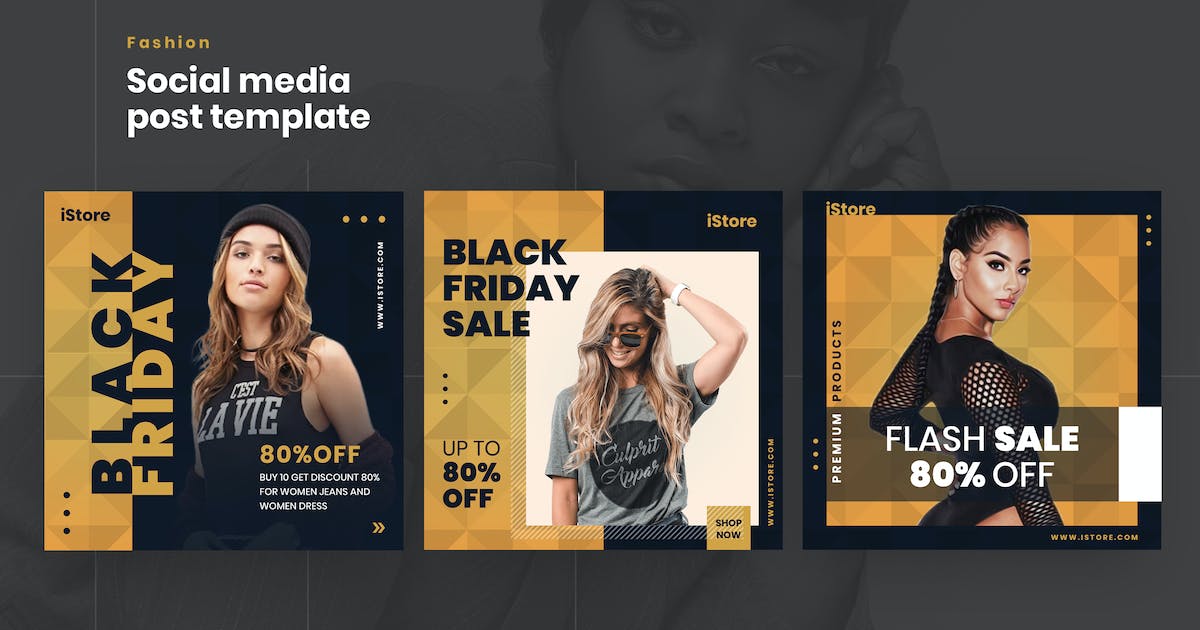 Fashion
Social media
post template
iStore
BLACK
FRIDAY
WWW.ISTORE.COM
C'EST
LA VIE
80%OFF
BUY 10 GET DISCOUNT 80%
FOR WOMEN JEANS AND
WOMEN DRESS
iStore
BLACK
FRIDAY
SALE
Culprit
Appar
UP TO
80%
OFF
WWW.ISTORE.COM
SHOP
NOW
iStore
PREMIUM PRODUCTS
FLASH SALE
80% OFF
WWW.ISTORE.COM